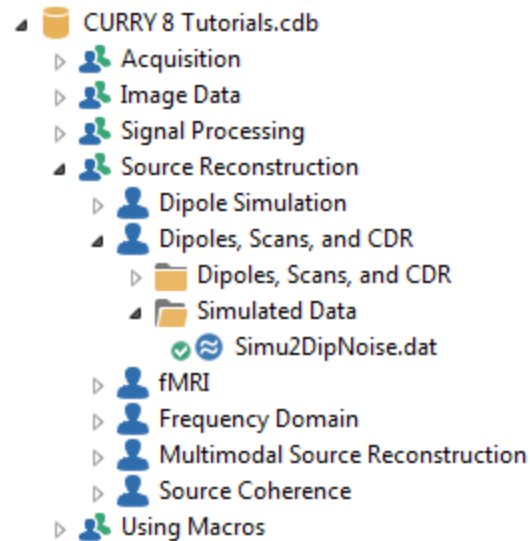 CURRY 8 Tutorials.cdb
Acquisition
Image Data
Signal Processing
Source Reconstruction
Dipole Simulation
Dipoles, Scans, and CDR
Dipoles, Scans, and CDR
Simulated Data
Simu2DipNoise.dat
fMRI
Frequency Domain
Multimodal Source Reconstruction
Source Coherence
Using Macros